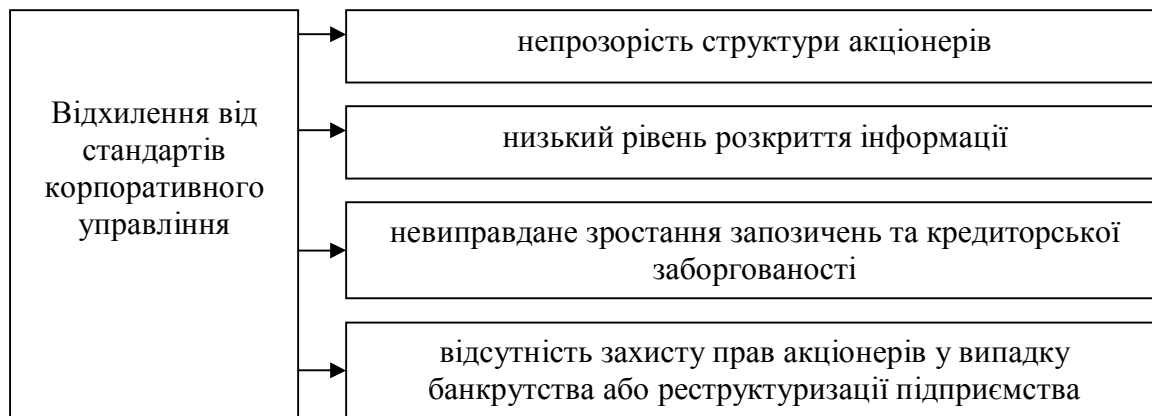 Відхилення від
стандартів
корпоративного
управління
непрозорість структури акціонерів
низький рівень розкриття інформації
невиправдане зростання запозичень та кредиторської
заборгованості
відсутність захисту прав акціонерів у випадку
банкрутства або реструктуризації підприємства